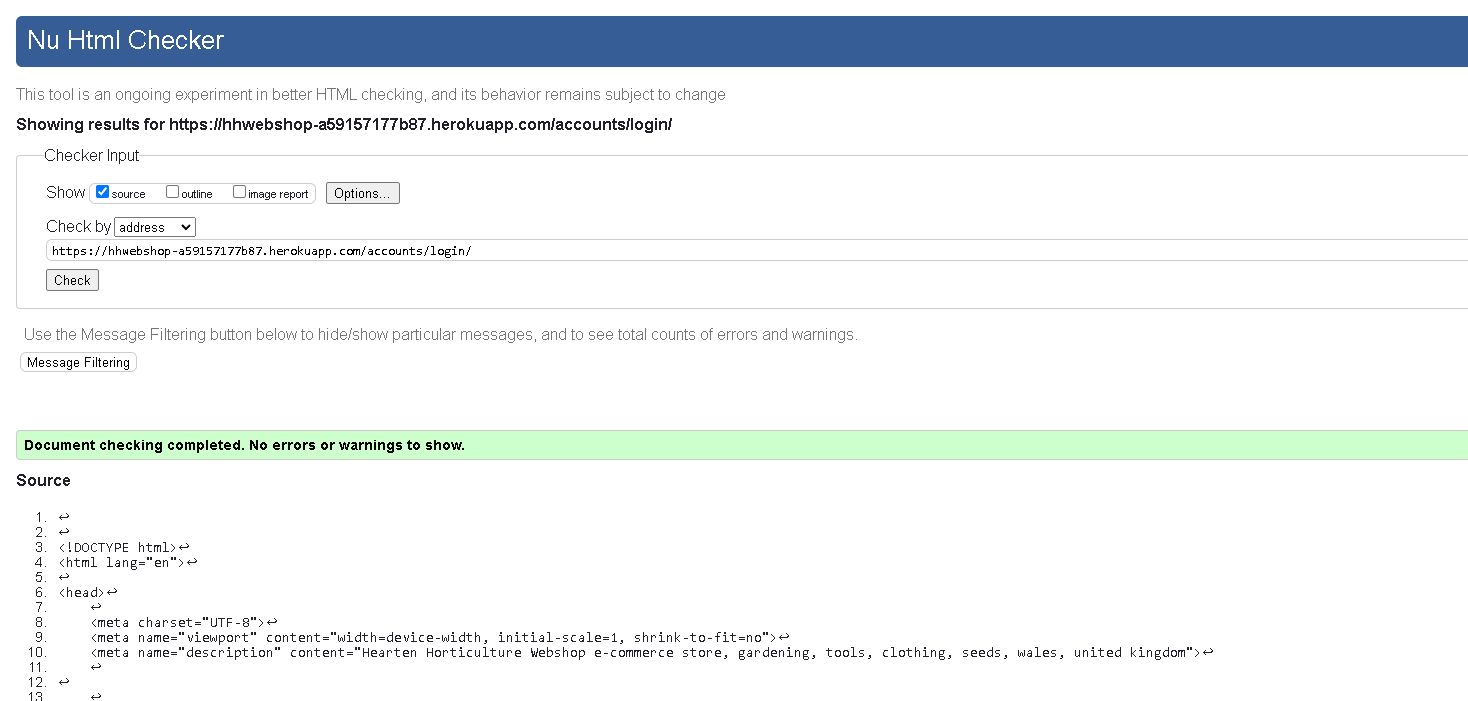 Nu Html Checker
This tool is an ongoing experiment in better HTML checking, and its behavior remains subject to change
Showing results for https://hhwebshop-a59157177b87.herokuapp.com/accounts/login/
Checker Input
Show source outline image report Options...
Check by address
https://hhwebshop-a59157177b87.herokuapp.com/accounts/login/
Check
Use the Message Filtering button below to hide/show particular messages, and to see total counts of errors and warnings.
Message Filtering
Document checking completed. No errors or warnings to show.
Source
1. ↩
2. ↩
3. <!DOCTYPE html>↩
4. <html lang="en">↩
5. ↩
6. <head>↩
7. ↩
8. <meta charset="UTF-8">↩
9. <meta name="viewport" content="width=device-width, initial-scale=1, shrink-to-fit=no">↩
10. <meta name="description" content="Hearten Horticulture Webshop e-commerce store, gardening, tools, clothing, seeds, wales, united kingdom">↩
11. ↩
12. ↩
13. ↩